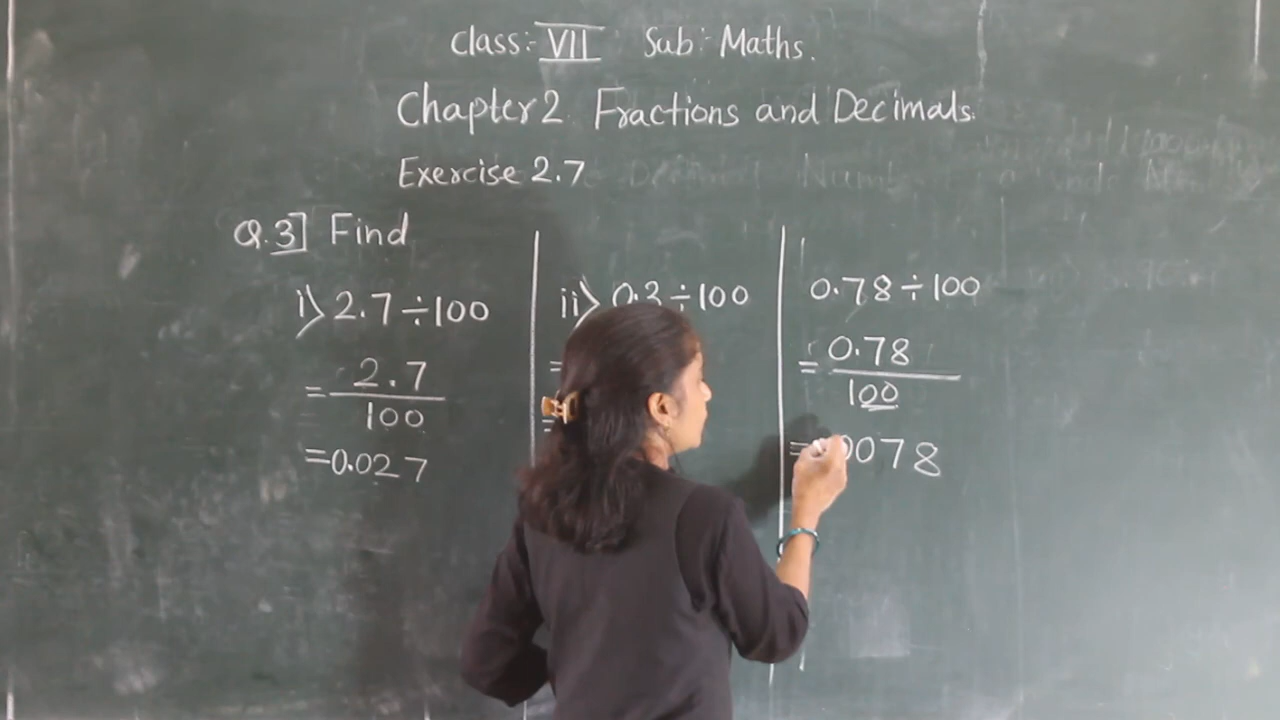 Class:- VII Sub:- Maths.
Chapter 2. Fractions and Decimals.
Exercise 2.7
Q.3] Find
i) 2.7÷100
= 2.7
100
=0.027
ii) 0.3÷100
=
=
0.78÷100
= 0.78
100
= 0078